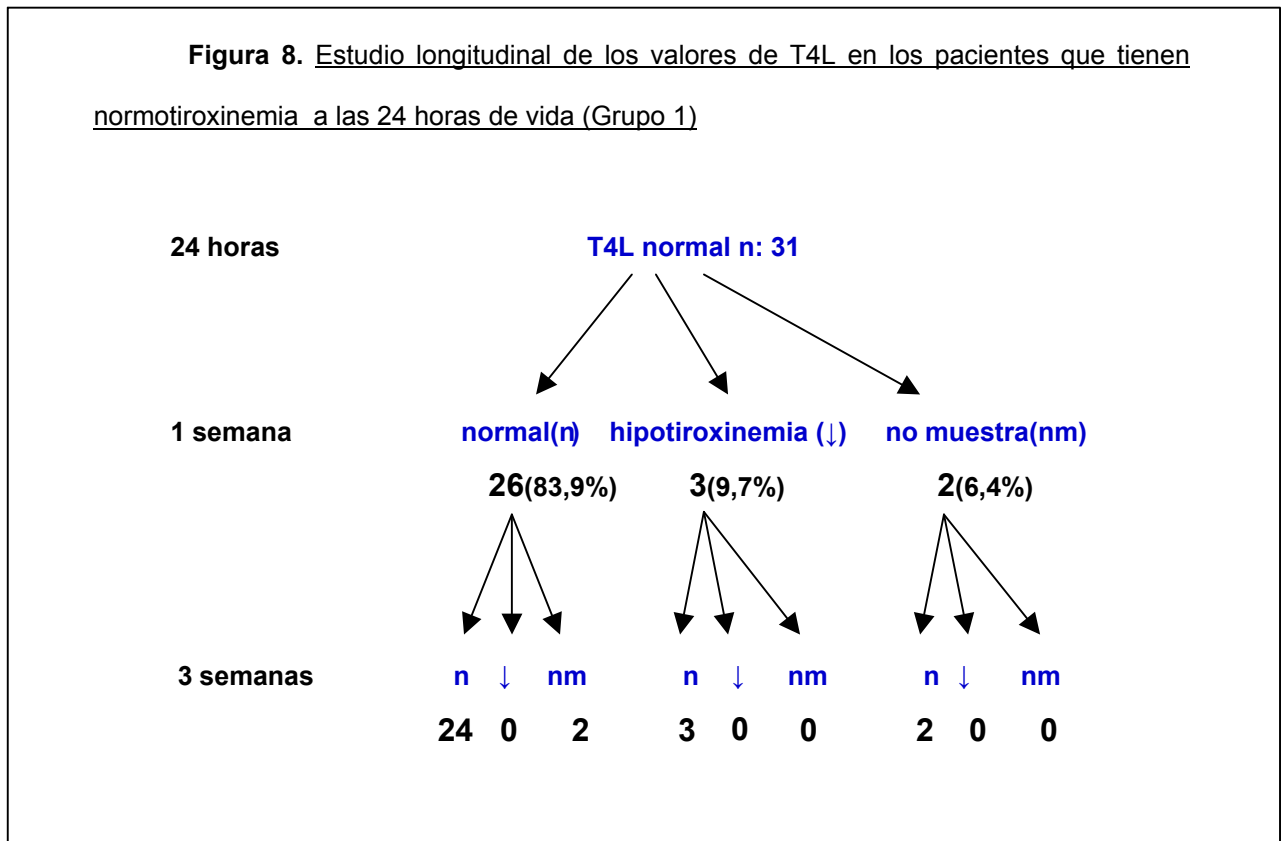 Figura 8. Estudio longitudinal de los valores de T4L en los pacientes que tienen
normotiroxinemia a las 24 horas de vida (Grupo 1)
24 horas T4L normal n: 31
1 semana normal(n) hipotiroxinemia (↓) no muestra(nm)
26(83,9%) 3(9,7%) 2(6,4%)
3 semanas n ↓ nm n ↓ nm n ↓ nm
24 0 2 3 0 0 2 0 0